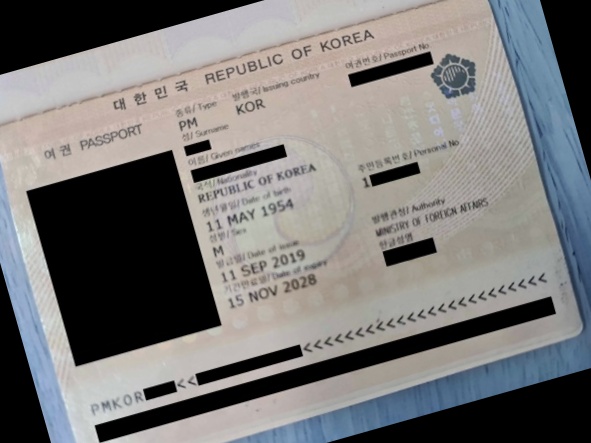 대한민국 REPUBLIC OF KOREA
여권 PASSPORT
종류/ Type 발행국/ Issuing country 여권번호/ Passport No.
PM KOR
성/ Surname
이름/ Given names
국적/ Nationality 주민등록번호/ Personal No
REPUBLIC OF KOREA 1
생년월일/ Date of birth
11 MAY 1954
성별/ Sex 발행관청/ Authority
M MINISTRY OF FOREIGN AFFAIRS
발급일/ Date of issue 한글성명
11 SEP 2019
기간만료일/ Date of expiry
15 NOV 2028
PMKOR